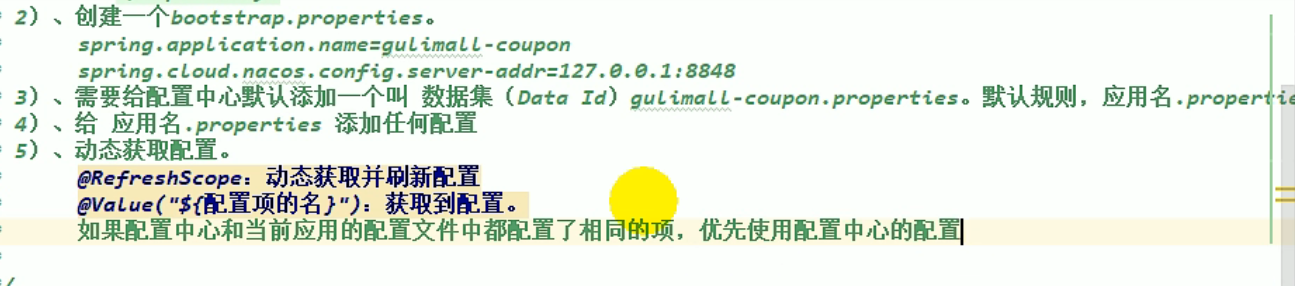 * 2）、创建一个bootstrap.properties。
* spring.application.name=gulimall-coupon
* spring.cloud.nacos.config.server-addr=127.0.0.1:8848
* 3）、需要给配置中心默认添加一个叫 数据集（Data Id）gulimall-coupon.properties。默认规则，应用名.propertie
* 4）、给 应用名.properties 添加任何配置
* 5）、动态获取配置。
* @RefreshScope：动态获取并刷新配置
* @Value("${配置项的名}")：获取到配置。
* 如果配置中心和当前应用的配置文件中都配置了相同的项，优先使用配置中心的配置
*
*/